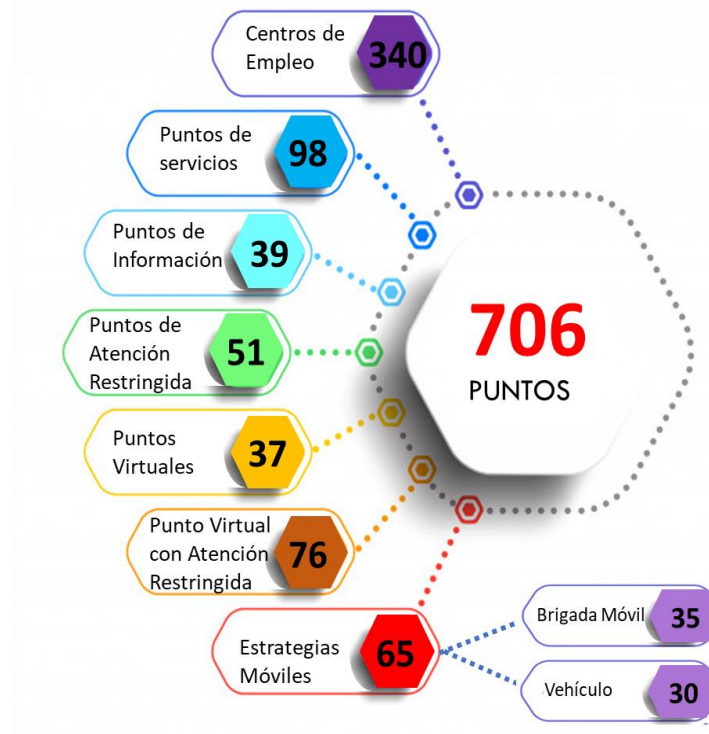 Centros de
Empleo
340
Puntos de
servicios
98
Puntos de
Información
39
Puntos de
Atención
Restringida
51
Puntos
Virtuales
37
Punto Virtual
con Atención
Restringida
76
Estrategias
Móviles
65
706
PUNTOS
Brigada Móvil
35
Vehículo
30